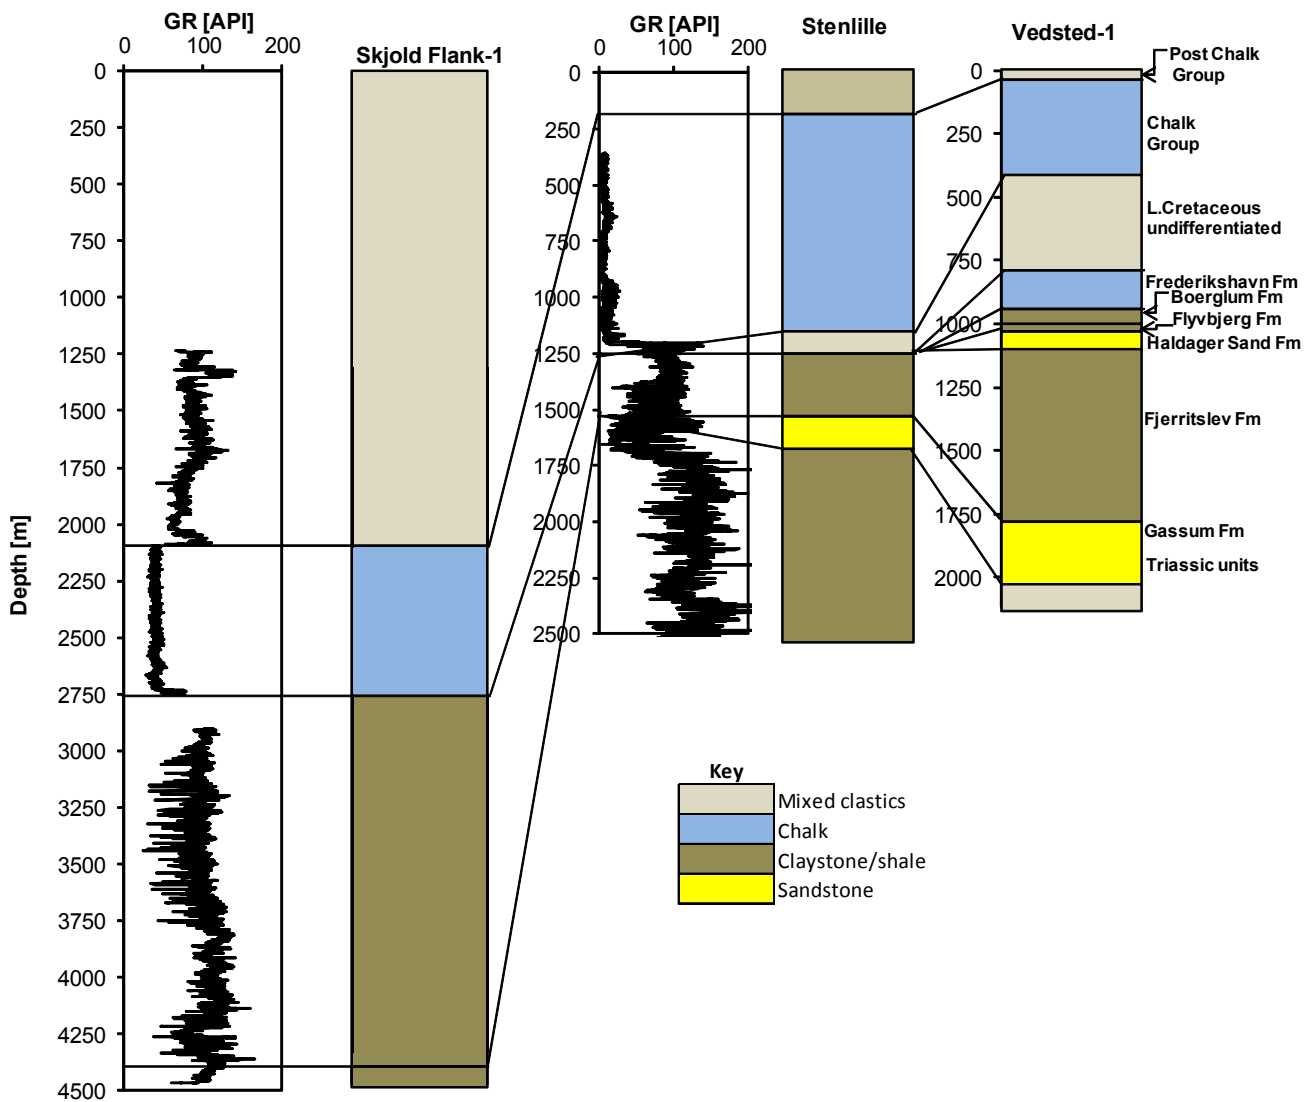 GR [API]
0 100 200
Skjold Flank-1
GR [API]
0 100 200
Stenlille
Vedsted-1
Depth [m]
0
250
500
750
1000
1250
1500
1750
2000
2250
2500
2750
3000
3250
3500
3750
4000
4250
4500
0
250
500
750
1000
1250
1500
1750
2000
2250
2500
0
250
500
750
1000
1250
1500
1750
2000
Post Chalk
Group
Chalk
Group
L.Cretaceous
undifferentiated
Frederikshavn Fm
Boerglum Fm
Flyvbjerg Fm
Haldager Sand Fm
Fjerritslev Fm
Gassum Fm
Triassic units
Key
Mixed clastics
Chalk
Claystone/shale
Sandstone